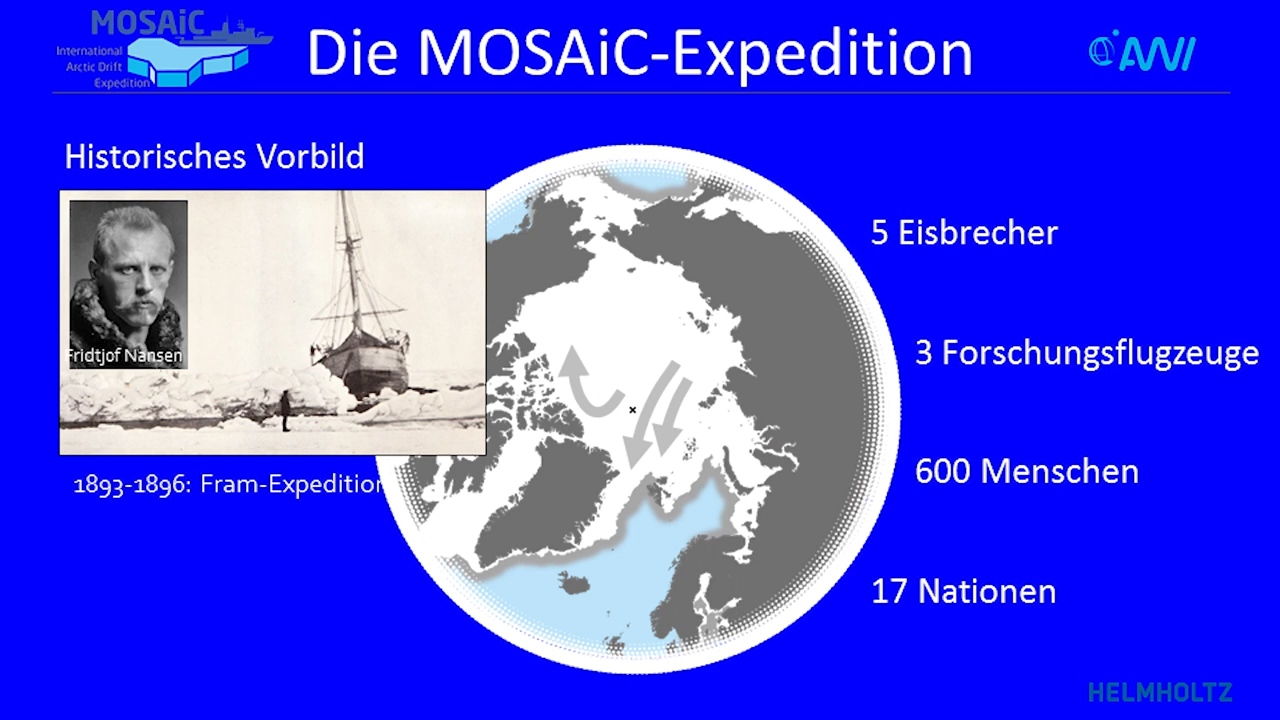 MOSAiC
International
Arctic Drift
Expedition
Die MOSAiC-Expedition
AWI
Historisches Vorbild
Fridtjof Nansen
1893-1896: Fram-Expedition
5 Eisbrecher
3 Forschungsflugzeuge
600 Menschen
17 Nationen
HELMHOLTZ